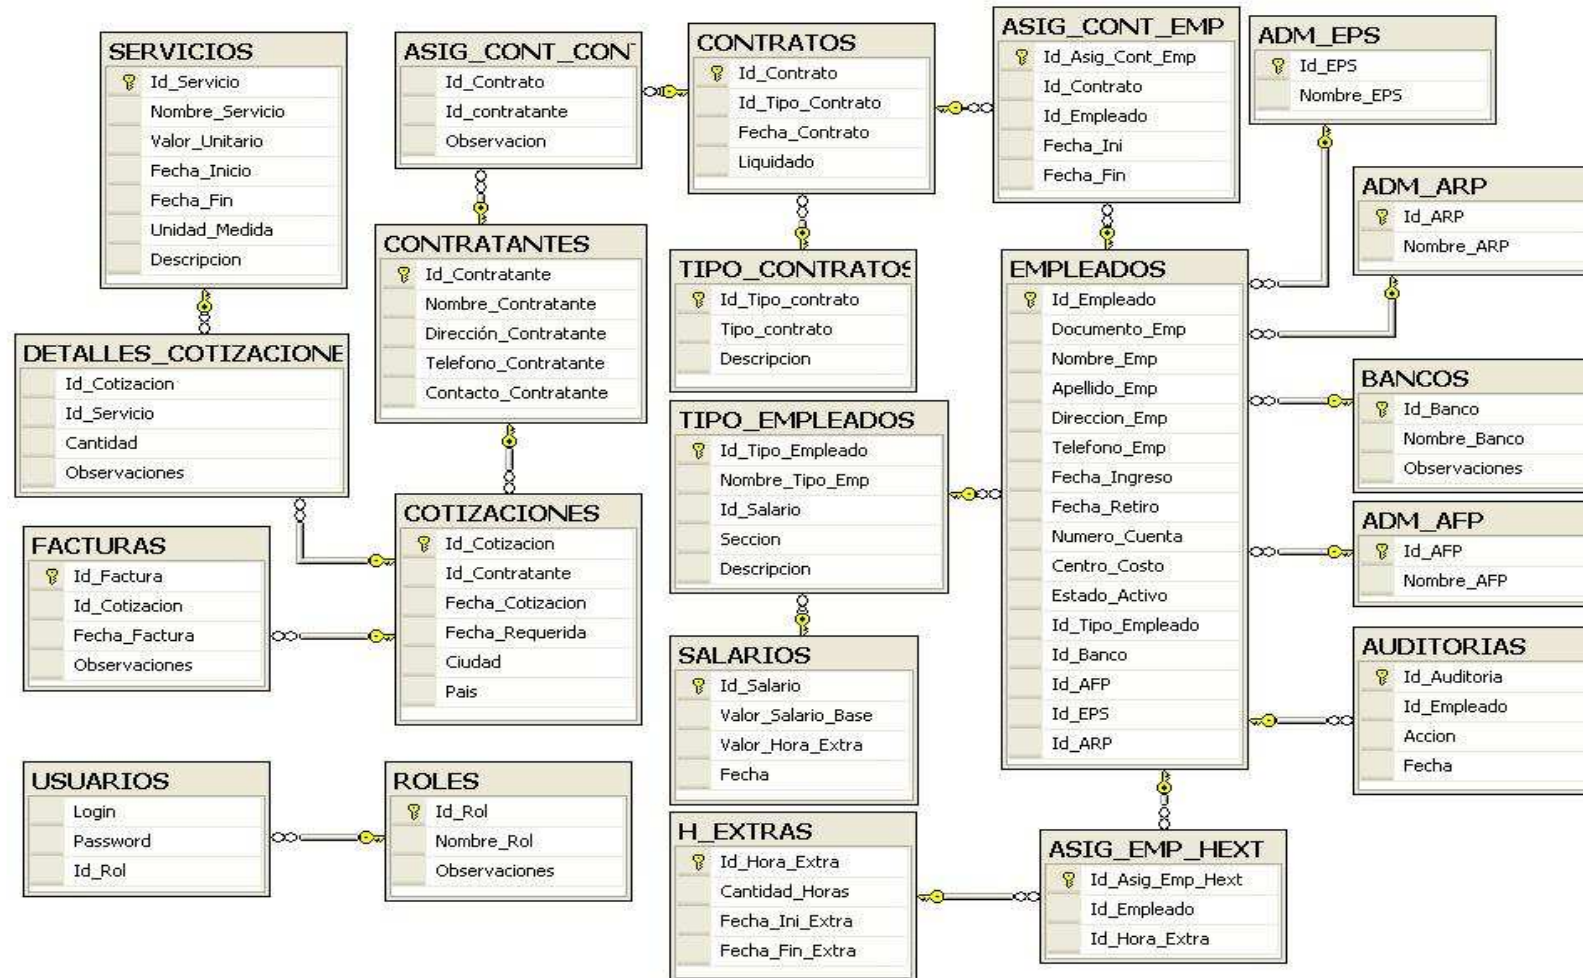 SERVICIOS
Id_Servicio
Nombre_Servicio
Valor_Unitario
Fecha_Inicio
Fecha_Fin
Unidad_Medida
Descripcion
ASIG_CONT_CON
Id_Contrato
Id_contratante
Observacion
CONTRATOS
Id_Contrato
Id_Tipo_Contrato
Fecha_Contrato
Liquidado
ASIG_CONT_EMP
Id_Asig_Cont_Emp
Id_Contrato
Id_Empleado
Fecha_Ini
Fecha_Fin
ADM_EPS
Id_EPS
Nombre_EPS
ADM_ARP
Id_ARP
Nombre_ARP
CONTRATANTES
Id_Contratante
Nombre_Contratante
Dirección_Contratante
Telefono_Contratante
Contacto_Contratante
TIPO_CONTRATOS
Id_Tipo_contrato
Tipo_contrato
Descripcion
EMPLEADOS
Id_Empleado
Documento_Emp
Nombre_Emp
Apellido_Emp
Direccion_Emp
Telefono_Emp
Fecha_Ingreso
Fecha_Retiro
Numero_Cuenta
Centro_Costo
Estado_Activo
Id_Tipo_Empleado
Id_Banco
Id_AFP
Id_EPS
Id_ARP
DETALLES_COTIZACIONE
Id_Cotizacion
Id_Servicio
Cantidad
Observaciones
BANCOS
Id_Banco
Nombre_Banco
Observaciones
TIPO_EMPLEADOS
Id_Tipo_Empleado
Nombre_Tipo_Emp
Id_Salario
Seccion
Descripcion
COTIZACIONES
Id_Cotizacion
Id_Contratante
Fecha_Cotizacion
Fecha_Requerida
Ciudad
Pais
ADM_AFP
Id_AFP
Nombre_AFP
FACTURAS
Id_Factura
Id_Cotizacion
Fecha_Factura
Observaciones
SALARIOS
Id_Salario
Valor_Salario_Base
Valor_Hora_Extra
Fecha
AUDITORIAS
Id_Auditoria
Id_Empleado
Accion
Fecha
USUARIOS
Login
Password
Id_Rol
ROLES
Id_Rol
Nombre_Rol
Observaciones
H_EXTRAS
Id_Hora_Extra
Cantidad_Horas
Fecha_Ini_Extra
Fecha_Fin_Extra
ASIG_EMP_HEXT
Id_Asig_Emp_Hext
Id_Empleado
Id_Hora_Extra